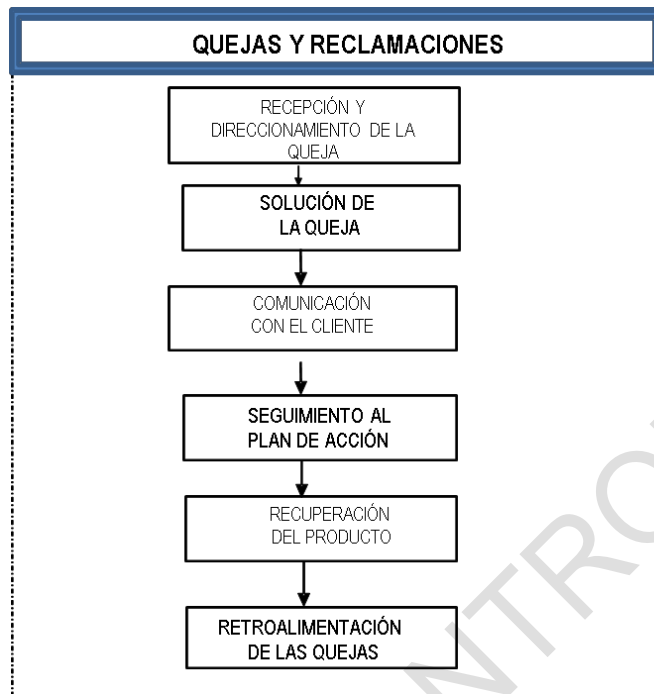 QUEJAS Y RECLAMACIONES
RECEPCIÓN Y
DIRECCIONAMIENTO DE LA
QUEJA
SOLUCIÓN DE
LA QUEJA
COMUNICACIÓN
CON EL CLIENTE
SEGUIMIENTO AL
PLAN DE ACCIÓN
RECUPERACIÓN
DEL PRODUCTO
RETROALIMENTACIÓN
DE LAS QUEJAS